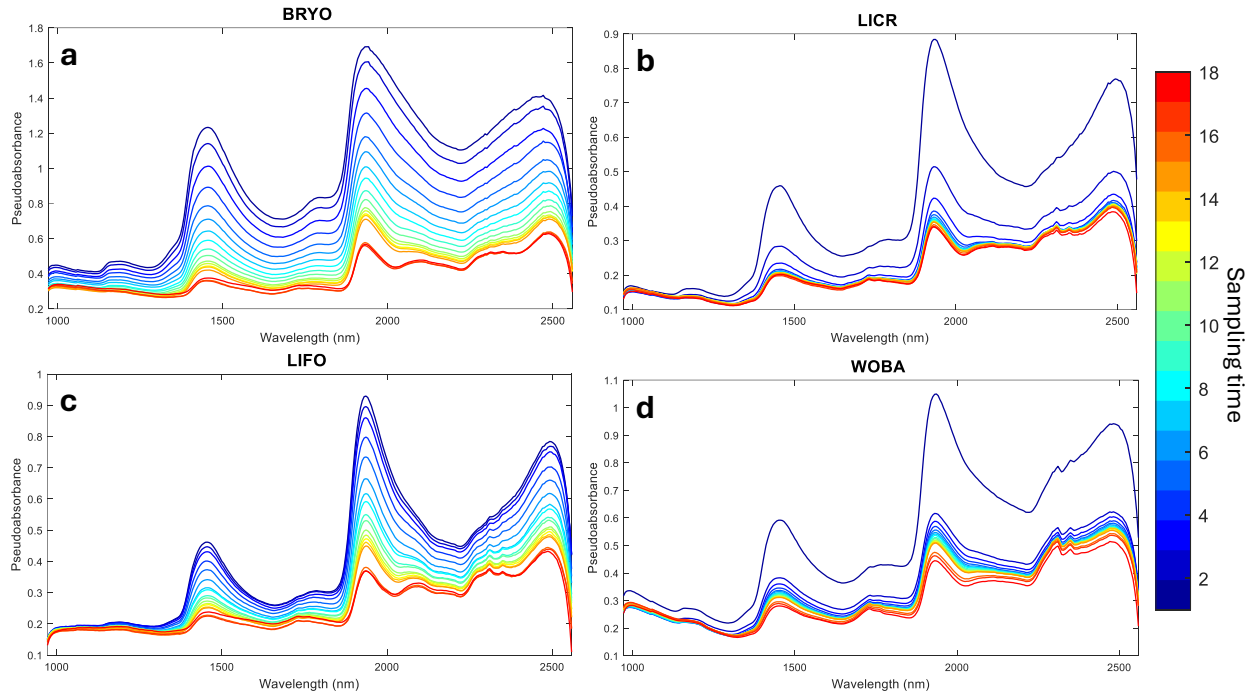 BRYO
a
1.8
1.6
1.4
1.2
1
0.8
0.6
0.4
0.2
Pseudoabsorbance
1000 1500 2000 2500
Wavelength (nm)
LICR
b
0.9
0.8
0.7
0.6
0.5
0.4
0.3
0.2
0.1
Pseudoabsorbance
1000 1500 2000 2500
Wavelength (nm)
LIFO
c
1
0.9
0.8
0.7
0.6
0.5
0.4
0.3
0.2
0.1
Pseudoabsorbance
1000 1500 2000 2500
Wavelength (nm)
WOBA
d
1.1
1
0.9
0.8
0.7
0.6
0.5
0.4
0.3
0.2
0.1
Pseudoabsorbance
1000 1500 2000 2500
Wavelength (nm)
18
16
14
12
10
8
6
4
2
Sampling time